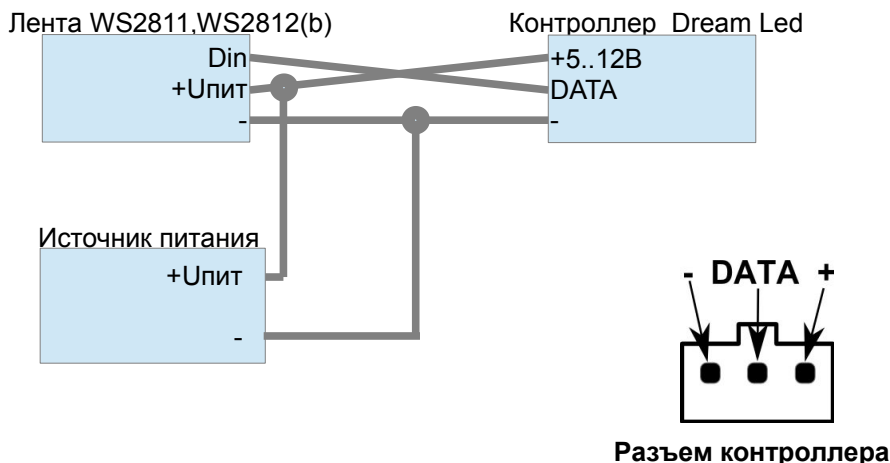 Лента WS2811,WS2812(b)
Контроллер Dream Led
Din
+Uпит
-
+5..12В
DATA
-
Источник питания
+Uпит
-
- DATA +
Разъем контроллера